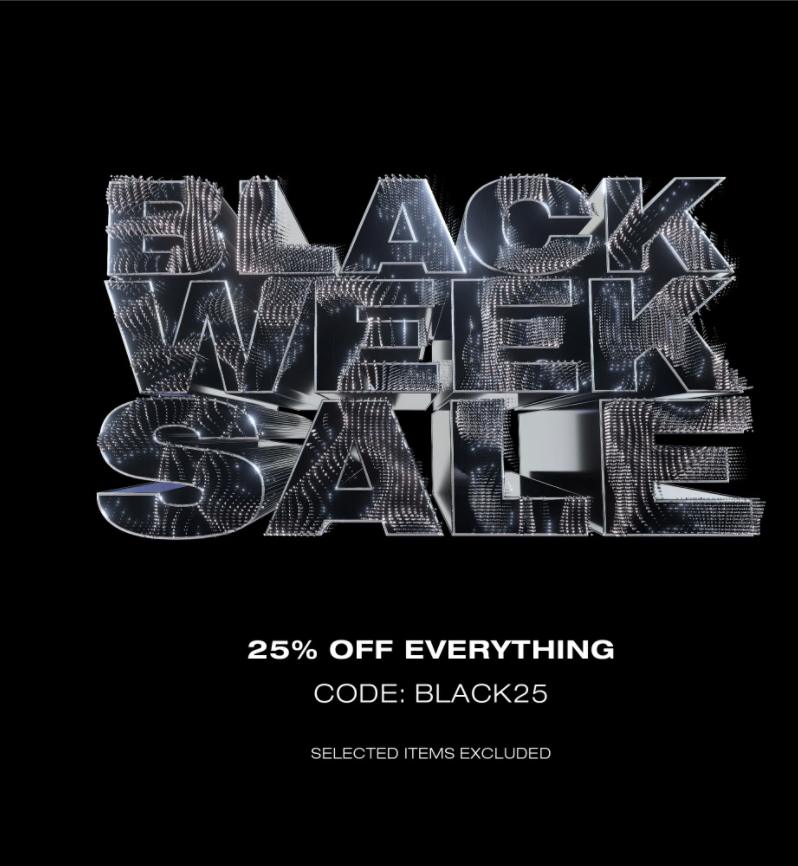 BLACK
WEEK
SALE
25% OFF EVERYTHING
CODE: BLACK25
SELECTED ITEMS EXCLUDED